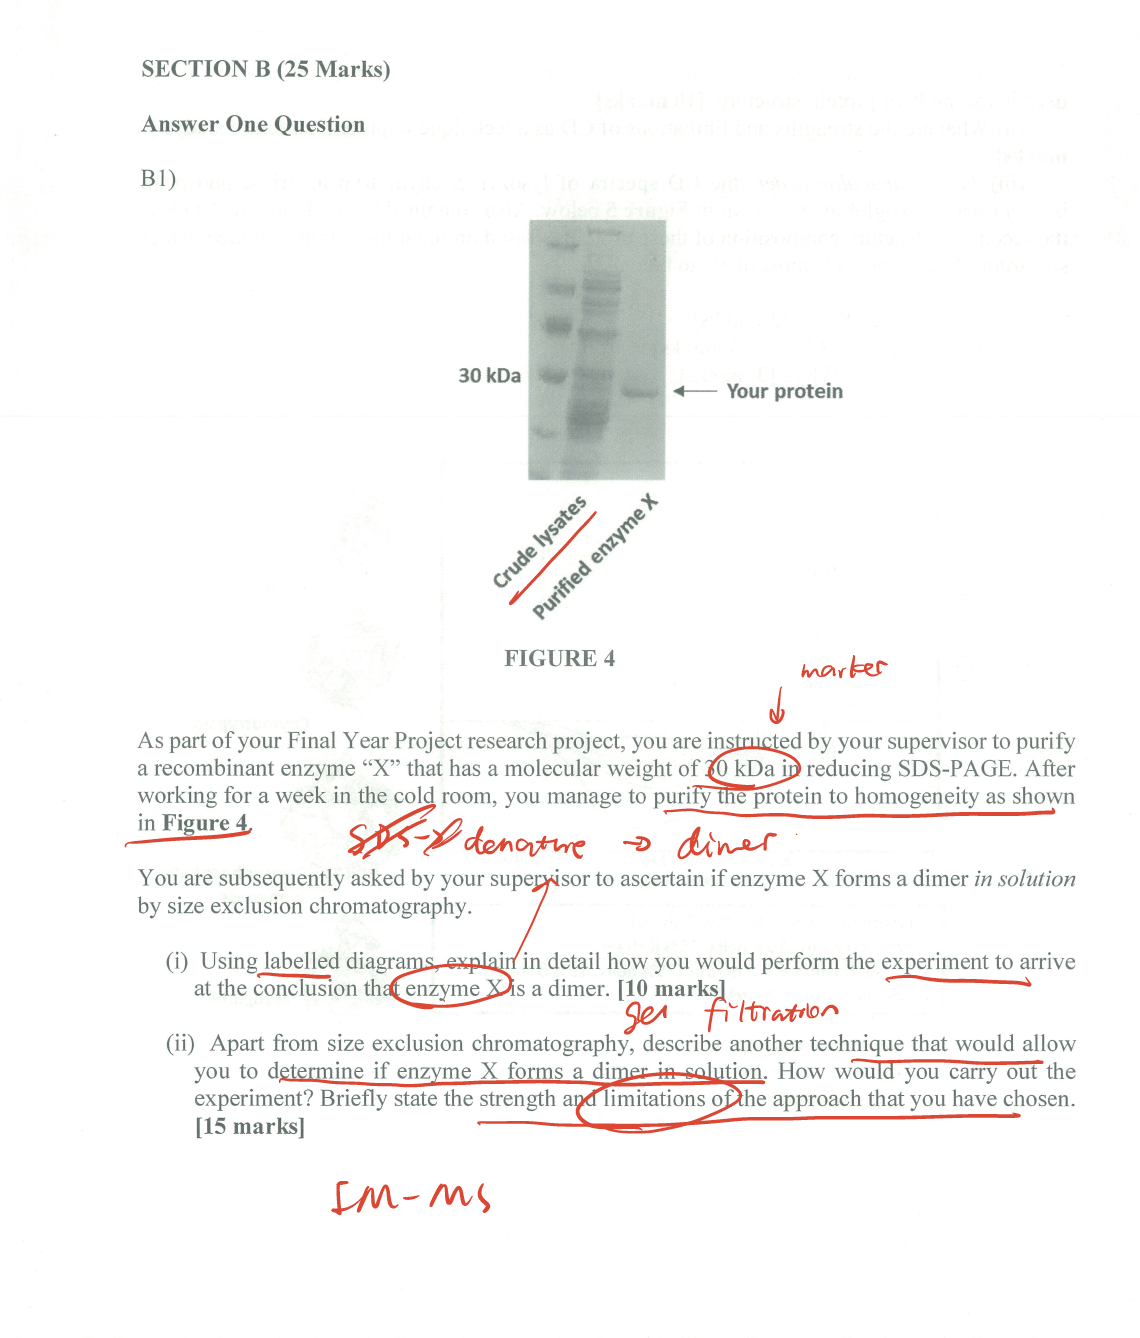 SECTION B (25 Marks)
Answer One Question
B1)
30 kDa
Your protein
Crude lysates
Purified enzyme X
FIGURE 4
marker
As part of your Final Year Project research project, you are instructed by your supervisor to purify
a recombinant enzyme “X” that has a molecular weight of 30 kDa in reducing SDS-PAGE. After
working for a week in the cold room, you manage to purify the protein to homogeneity as shown
in Figure 4.
denature → dimer
You are subsequently asked by your supervisor to ascertain if enzyme X forms a dimer in solution
by size exclusion chromatography.
(i) Using labelled diagrams, explain in detail how you would perform the experiment to arrive
at the conclusion that enzyme X is a dimer. [10 marks]
gel filtration
(ii) Apart from size exclusion chromatography, describe another technique that would allow
you to determine if enzyme X forms a dimer in solution. How would you carry out the
experiment? Briefly state the strength and limitations of the approach that you have chosen.
[15 marks]
IM-MS